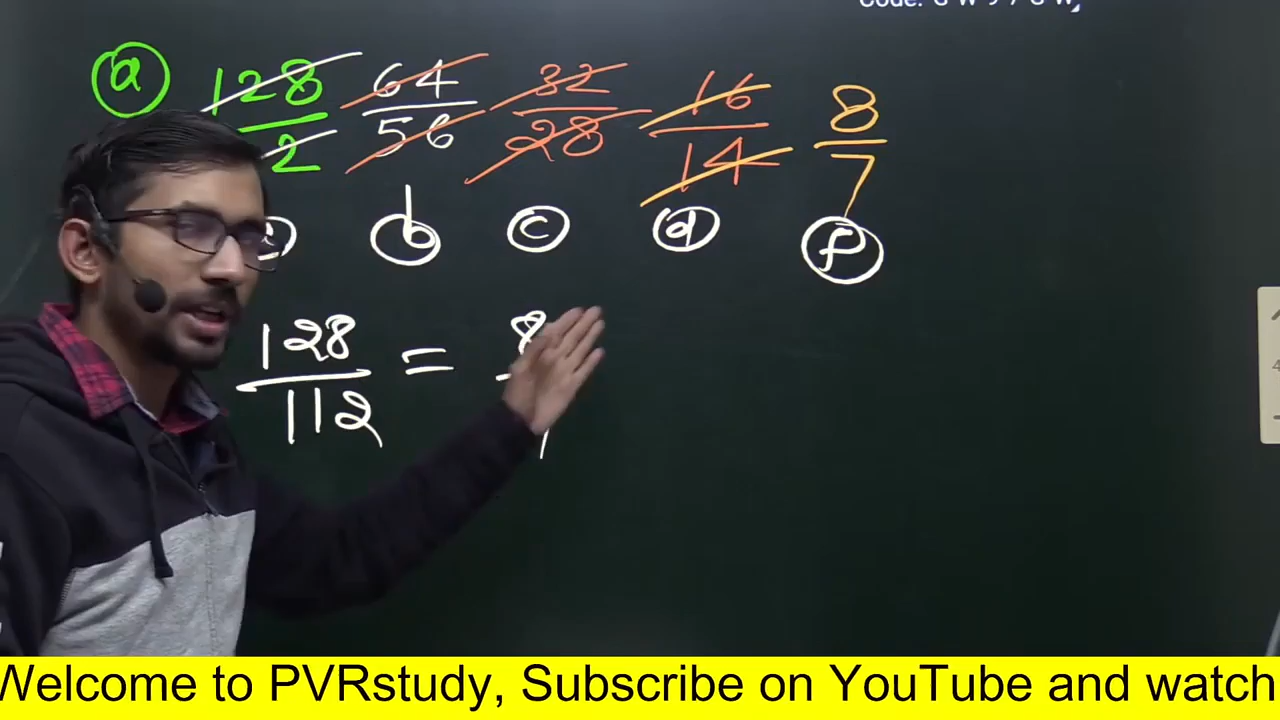 a 128/2 64/56 32/28 16/14 8/7
b c d f
128/112 = 8
Welcome to PVRstudy, Subscribe on YouTube and watch